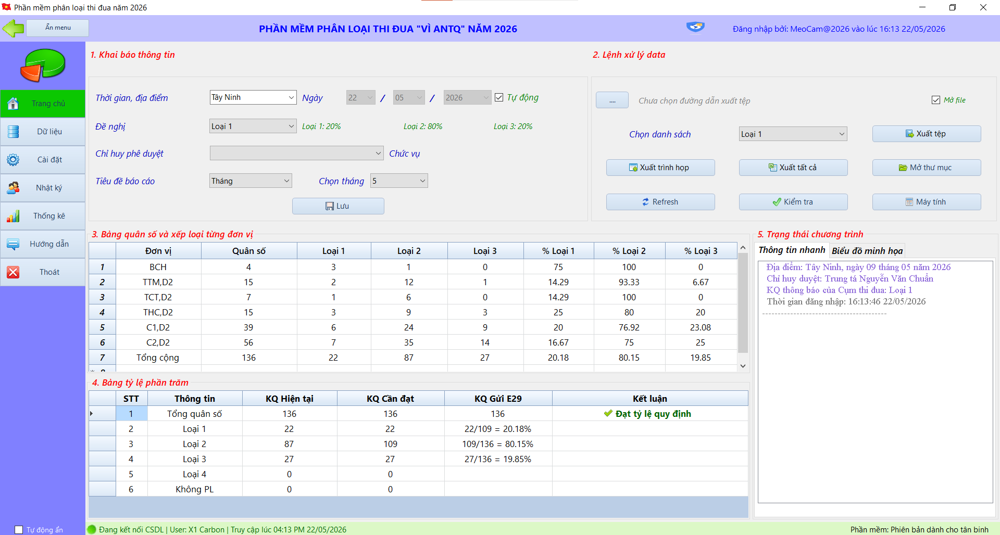 Phần mềm phân loại thi đua năm 2026
Ẩn menu
PHẦN MỀM PHÂN LOẠI THI ĐUA "VÌ ANTQ" NĂM 2026
Đăng nhập bởi: MeoCam@2026 vào lúc 16:13 22/05/2026
Trang chủ
Dữ liệu
Cài đặt
Nhật ký
Thống kê
Hướng dẫn
Thoát
Tự động ẩn
1. Khai báo thông tin
Thời gian, địa điểm Tây Ninh Ngày 22 / 05 / 2026 Tự động
Đề nghị Loại 1 Loại 1: 20% Loại 2: 80% Loại 3: 20%
Chỉ huy phê duyệt Chức vụ
Tiêu đề báo cáo Tháng Chọn tháng 5
Lưu
2. Lệnh xử lý data
.... Chưa chọn đường dẫn xuất tệp Mở file
Chọn danh sách Loại 1 Xuất tệp
Xuất trình họp Xuất tất cả Mở thư mục
Refresh Kiểm tra Máy tính
3. Bảng quân số và xếp loại từng đơn vị
Đơn vị Quân số Loại 1 Loại 2 Loại 3 % Loại 1 % Loại 2 % Loại 3
1 BCH 4 3 1 0 75 100 0
2 TTM,D2 15 2 12 1 14.29 93.33 6.67
3 TCT,D2 7 1 6 0 14.29 100 0
4 THC,D2 15 3 9 3 25 80 20
5 C1,D2 39 6 24 9 20 76.92 23.08
6 C2,D2 56 7 35 14 16.67 75 25
7 Tổng cộng 136 22 87 27 20.18 80.15 19.85
4. Bảng tỷ lệ phần trăm
STT Thông tin KQ Hiện tại KQ Cần đạt KQ Gửi E29 Kết luận
1 Tổng quân số 136 136 136 Đạt tỷ lệ quy định
2 Loại 1 22 22 22/109 = 20.18%
3 Loại 2 87 109 109/136 = 80.15%
4 Loại 3 27 27 27/136 = 19.85%
5 Loại 4 0 0
6 Không PL 0 0
5. Trạng thái chương trình
Thông tin nhanh Biểu đồ minh họa
Địa điểm: Tây Ninh, ngày 09 tháng 05 năm 2026
Chỉ huy duyệt: Trung tá Nguyễn Văn Chuẩn
KQ thông báo của Cụm thi đua: Loại 1
Thời gian đăng nhập: 16:13:46 22/05/2026
----------------------------------------
Đang kết nối CSDL | User: X1 Carbon | Truy cập lúc 04:13 PM 22/05/2026
Phần mềm: Phiên bản dành cho tân binh